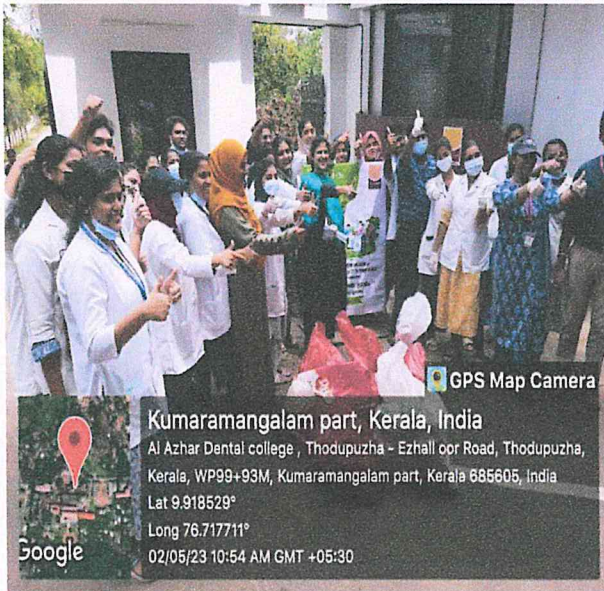 GPS Map Camera
Kumaramangalam part, Kerala, India
Al Azhar Dental college , Thodupuzha - Ezhall oor Road, Thodupuzha,
Kerala, WP99+93M, Kumaramangalam part, Kerala 685605, India
Lat 9.918529°
Long 76.717711°
02/05/23 10:54 AM GMT +05:30
Google